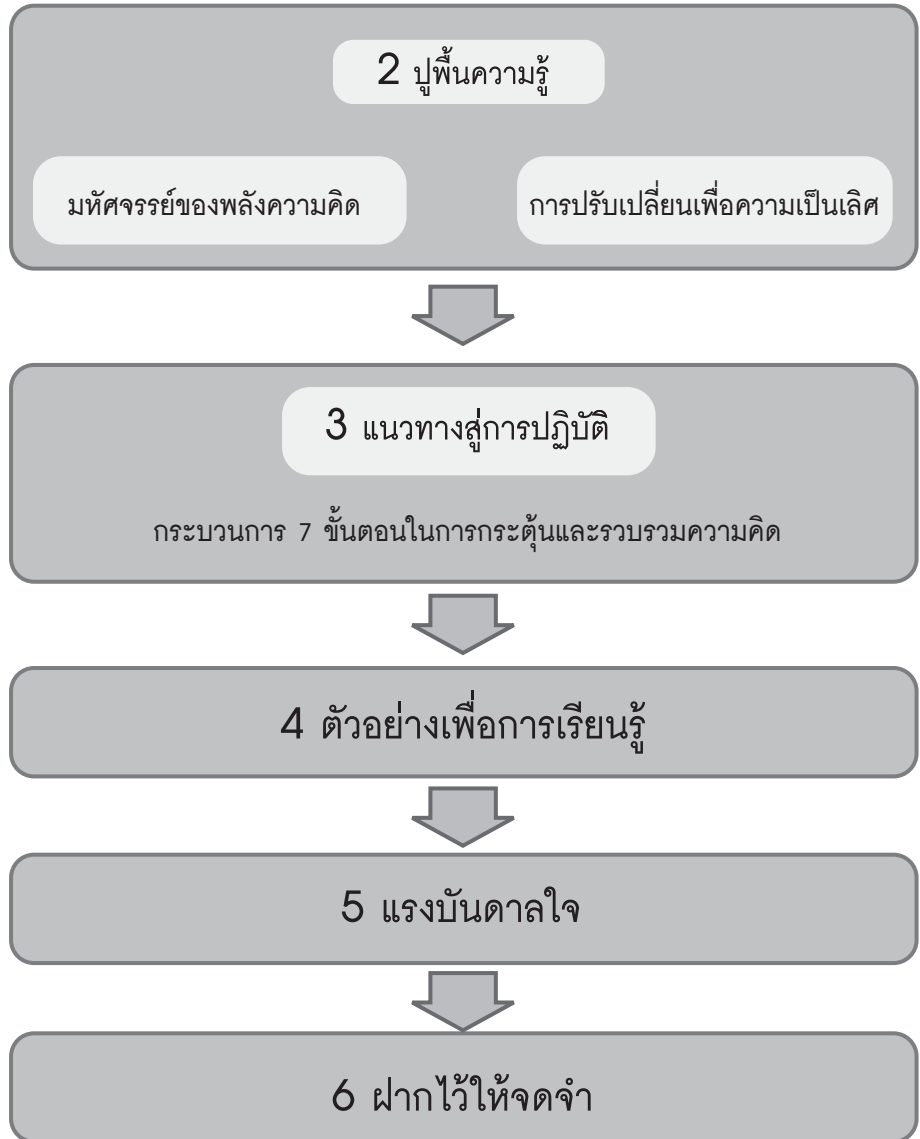 2 ปูพื้นความรู้
มหัศจรรย์ของพลังความคิด
การปรับเปลี่ยนเพื่อความเป็นเลิศ
3 แนวทางสู่การปฏิบัติ
กระบวนการ 7 ขั้นตอนในการกระตุ้นและรวบรวมความคิด
4 ตัวอย่างเพื่อการเรียนรู้
5 แรงบันดาลใจ
6 ฝากไว้ให้จดจำ